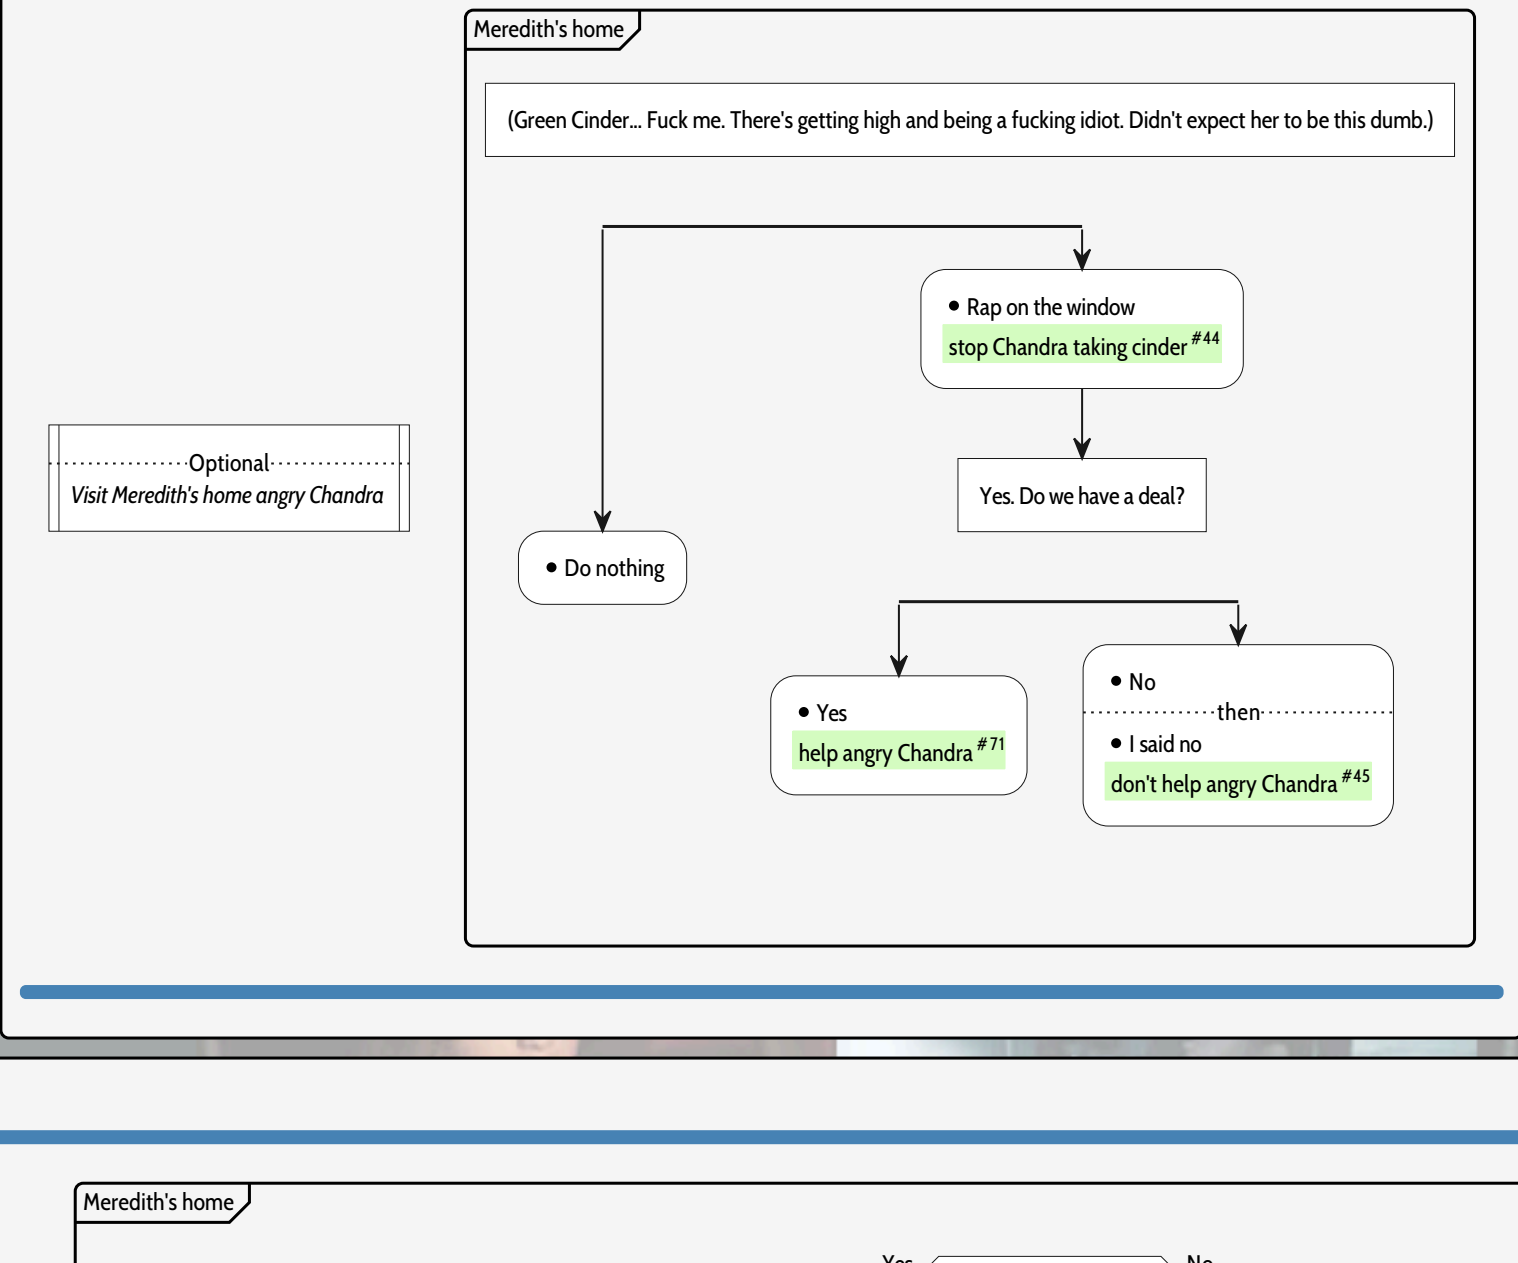 Meredith's home
(Green Cinder... Fuck me. There's getting high and being a fucking idiot. Didn't expect her to be this dumb.)
• Rap on the window
stop Chandra taking cinder #44
Optional
Visit Meredith's home angry Chandra
Yes. Do we have a deal?
• Do nothing
• Yes
help angry Chandra #71
• No
then
• I said no
don't help angry Chandra #45
Meredith's home
Yes
No